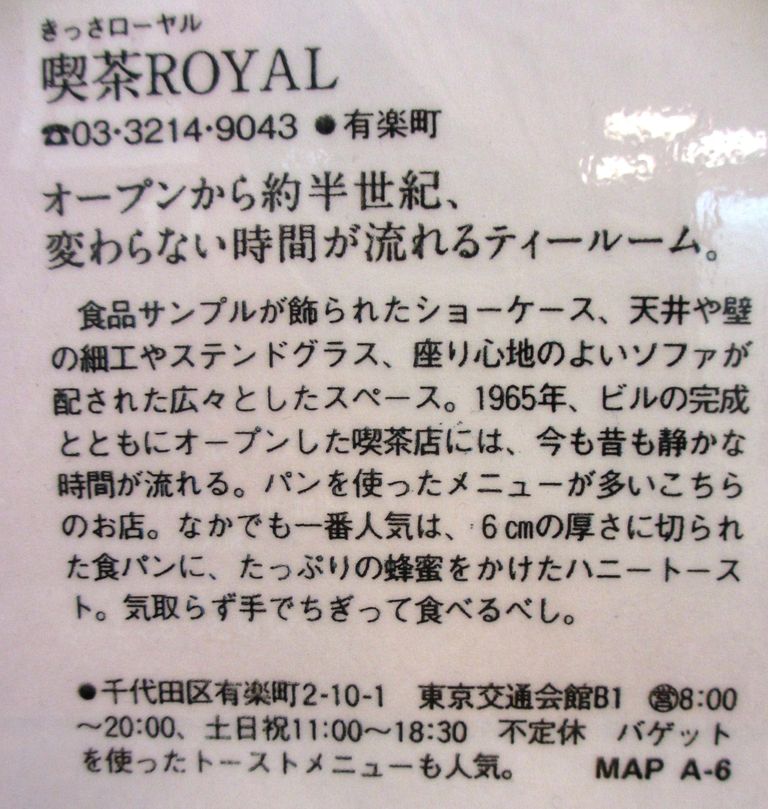 きっさローヤル
喫茶ROYAL
☎03·3214·9043 ●有楽町
オープンから約半世紀、
変わらない時間が流れるティールーム。
食品サンプルが飾られたショーケース、天井や壁
の細工やステンドグラス、座り心地のよいソファが
配された広々としたスペース。1965年、ビルの完成
とともにオープンした喫茶店には、今も昔も静かな
時間が流れる。パンを使ったメニューが多いこちら
のお店。なかでも一番人気は、6㎝の厚さに切られ
た食パンに、たっぷりの蜂蜜をかけたハニートース
ト。気取らず手でちぎって食べるべし。
●千代田区有楽町2-10-1 東京交通会館B1 ㊠8:00
～20:00、土日祝11:00～18:30 不定休 バゲット
を使ったトーストメニューも人気。 MAP A-6